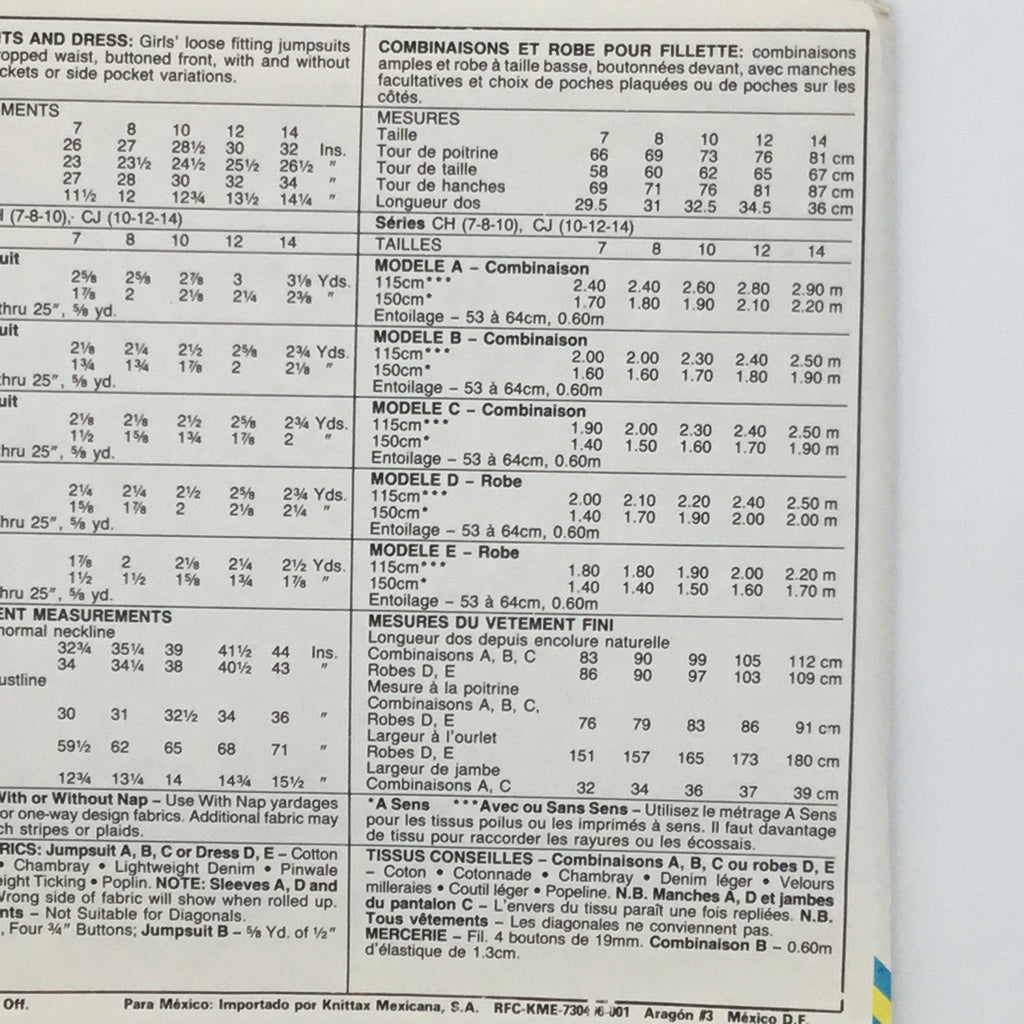 TS AND DRESS: Girls' loose fitting jumpsuits
opped waist, buttoned front, with and without
ckets or side pocket variations.
MENTS
7 8 10 12 14
26 27 28½ 30 32 Ins.
23 23½ 24½ 25½ 26½ "
27 28 30 32 34 "
11½ 12 12¾ 13½ 14¼ "
(7-8-10), CJ (10-12-14)
7 8 10 12 14
uit
2⅝ 2⅝ 2⅞ 3 3⅛ Yds.
1⅞ 2 2⅛ 2¼ 2⅜ "
thru 25", ⅝ yd.
uit
2⅛ 2¼ 2½ 2⅝ 2¾ Yds.
1¾ 1¾ 1⅞ 2 2⅛ "
thru 25", ⅝ yd.
uit
2⅛ 2⅛ 2½ 2⅝ 2¾ Yds.
1½ 1⅝ 1¾ 1⅞ 2 "
thru 25", ⅝ yd.
2¼ 2¼ 2½ 2⅝ 2¾ Yds.
1⅝ 1⅞ 2 2⅛ 2¼ "
hru 25", ⅝ yd.
1⅞ 2 2⅛ 2¼ 2½ Yds.
1½ 1½ 1⅝ 1¾ 1⅞ "
hru 25", ⅝ yd.
ENT MEASUREMENTS
normal neckline
32¾ 35¼ 39 41½ 44 Ins.
34 34¼ 38 40½ 43 "
ustline
30 31 32½ 34 36 "
59½ 62 65 68 71 "
12¾ 13¼ 14 14¾ 15½ "
With or Without Nap – Use With Nap yardages
or one-way design fabrics. Additional fabric may
ch stripes or plaids.
RICS: Jumpsuit A, B, C or Dress D, E – Cotton
• Chambray • Lightweight Denim • Pinwale
ight Ticking • Poplin. NOTE: Sleeves A, D and
Wrong side of fabric will show when rolled up.
nts – Not Suitable for Diagonals.
, Four ¾" Buttons; Jumpsuit B – ⅝ Yd. of ½"
COMBINAISONS ET ROBE POUR FILLETTE: combinaisons
amples et robe à taille basse, boutonnées devant, avec manches
facultatives et choix de poches plaquées ou de poches sur les
côtés.
MESURES
Taille 7 8 10 12 14
Tour de poitrine 66 69 73 76 81 cm
Tour de taille 58 60 62 65 67 cm
Tour de hanches 69 71 76 81 87 cm
Longueur dos 29.5 31 32.5 34.5 36 cm
Séries CH (7-8-10), CJ (10-12-14)
TAILLES 7 8 10 12 14
MODELE A – Combinaison
115cm*** 2.40 2.40 2.60 2.80 2.90 m
150cm* 1.70 1.80 1.90 2.10 2.20 m
Entoilage – 53 à 64cm, 0.60m
MODELE B – Combinaison
115cm*** 2.00 2.00 2.30 2.40 2.50 m
150cm* 1.60 1.60 1.70 1.80 1.90 m
Entoilage – 53 à 64cm, 0.60m
MODELE C – Combinaison
115cm*** 1.90 2.00 2.30 2.40 2.50 m
150cm* 1.40 1.50 1.60 1.70 1.90 m
Entoilage – 53 à 64cm, 0.60m
MODELE D – Robe
115cm*** 2.00 2.10 2.20 2.40 2.50 m
150cm* 1.40 1.70 1.90 2.00 2.00 m
Entoilage – 53 à 64cm, 0.60m
MODELE E – Robe
115cm*** 1.80 1.80 1.90 2.00 2.20 m
150cm* 1.40 1.40 1.50 1.60 1.70 m
Entoilage – 53 à 64cm, 0.60m
MESURES DU VETEMENT FINI
Longueur dos depuis encolure naturelle
Combinaisons A, B, C 83 90 99 105 112 cm
Robes D, E 86 90 97 103 109 cm
Mesure à la poitrine
Combinaisons A, B, C,
Robes D, E 76 79 83 86 91 cm
Largeur à l'ourlet
Robes D, E 151 157 165 173 180 cm
Largeur de jambe
Combinaisons A, C 32 34 36 37 39 cm
*A Sens ***Avec ou Sans Sens – Utilisez le métrage A Sens
pour les tissus poilus ou les imprimés à sens. Il faut davantage
de tissu pour raccorder les rayures ou les écossais.
TISSUS CONSEILLES – Combinaisons A, B, C ou robes D, E
– Coton • Cotonnade • Chambray • Denim léger • Velours
milleraies • Coutil léger • Popeline. N.B. Manches A, D et jambes
du pantalon C – L'envers du tissu paraît une fois repliées. N.B.
Tous vêtements – Les diagonales ne conviennent pas.
MERCERIE – Fil. 4 boutons de 19mm. Combinaison B – 0.60m
d'élastique de 1.3cm.
Off. Para México: Importado por Knittax Mexicana, S.A. Aragón #3 México D.F.